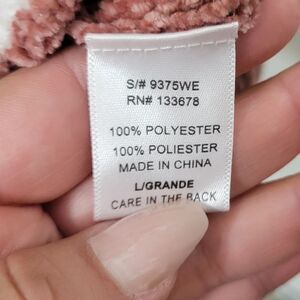 S/# 9375WE
RN# 133678
100% POLYESTER
100% POLIESTER
MADE IN CHINA
L/GRANDE
CARE IN THE BACK